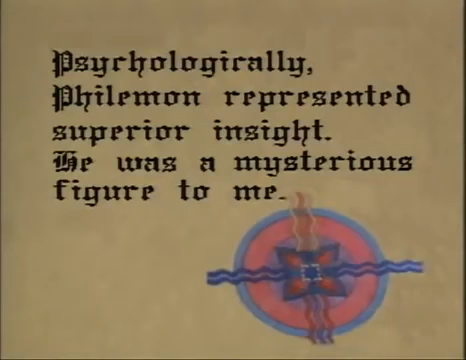 Psychologically,
Philemon represented
superior insight.
He was a mysterious
figure to me.